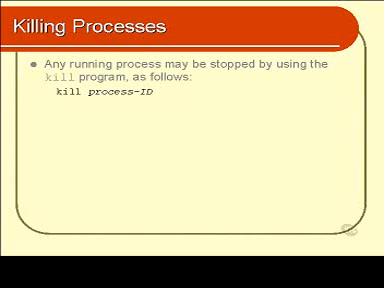 Killing Processes
Any running process may be stopped by using the
kill program, as follows:
kill process-ID